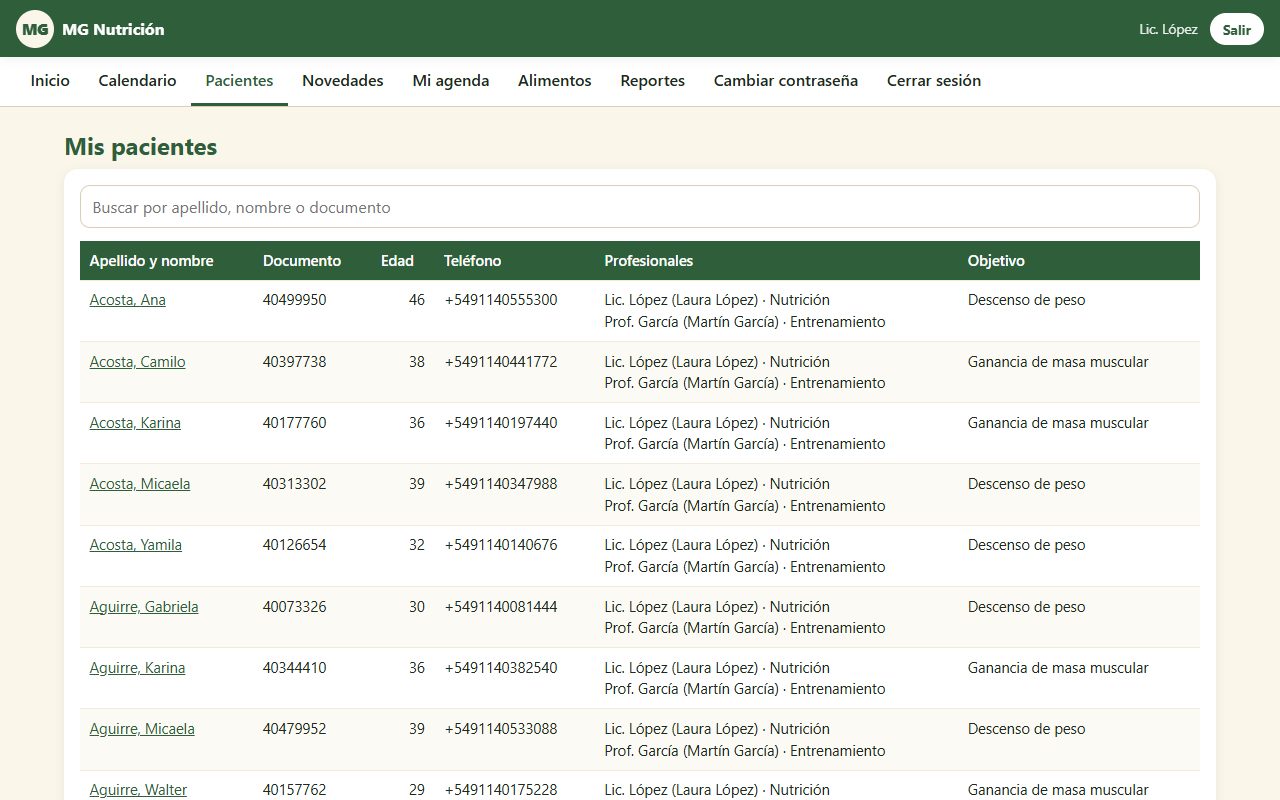 MG MG Nutrición Lic. López Salir
Inicio Calendario Pacientes Novedades Mi agenda Alimentos Reportes Cambiar contraseña Cerrar sesión
Mis pacientes
Buscar por apellido, nombre o documento
Apellido y nombre Documento Edad Teléfono Profesionales Objetivo
Acosta, Ana 40499950 46 +5491140555300 Lic. López (Laura López) · Nutrición Descenso de peso
Prof. García (Martín García) · Entrenamiento
Acosta, Camilo 40397738 38 +5491140441772 Lic. López (Laura López) · Nutrición Ganancia de masa muscular
Prof. García (Martín García) · Entrenamiento
Acosta, Karina 40177760 36 +5491140197440 Lic. López (Laura López) · Nutrición Ganancia de masa muscular
Prof. García (Martín García) · Entrenamiento
Acosta, Micaela 40313302 39 +5491140347988 Lic. López (Laura López) · Nutrición Descenso de peso
Prof. García (Martín García) · Entrenamiento
Acosta, Yamila 40126654 32 +5491140140676 Lic. López (Laura López) · Nutrición Descenso de peso
Prof. García (Martín García) · Entrenamiento
Aguirre, Gabriela 40073326 30 +5491140081444 Lic. López (Laura López) · Nutrición Descenso de peso
Prof. García (Martín García) · Entrenamiento
Aguirre, Karina 40344410 36 +5491140382540 Lic. López (Laura López) · Nutrición Ganancia de masa muscular
Prof. García (Martín García) · Entrenamiento
Aguirre, Micaela 40479952 39 +5491140533088 Lic. López (Laura López) · Nutrición Descenso de peso
Prof. García (Martín García) · Entrenamiento
Aguirre, Walter 40157762 29 +5491140175228 Lic. López (Laura López) · Nutrición Ganancia de masa muscular